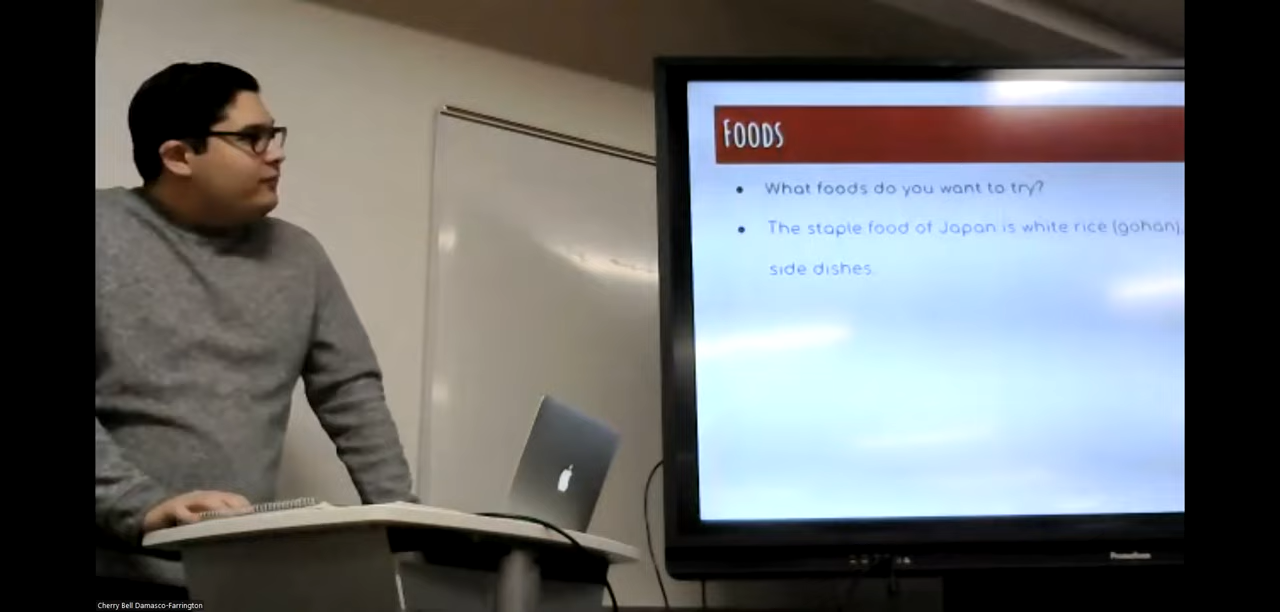 FOODS
What foods do you want to try?
The staple food of Japan is white rice (gohan),
side dishes.
Promethean
Cherry Bell Damasco-Farrington